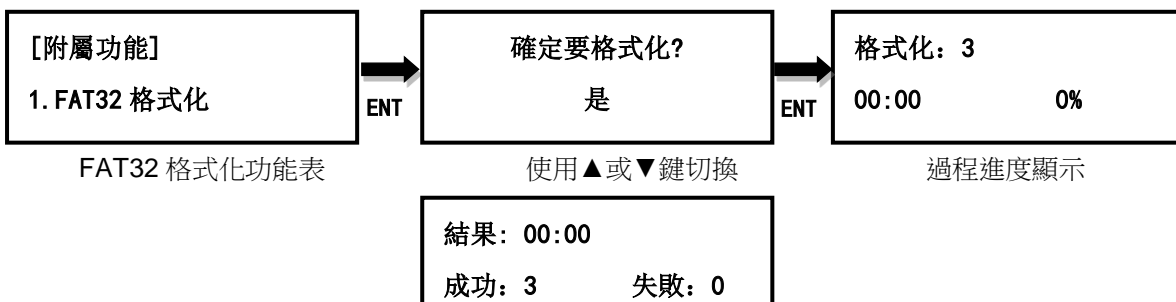 [附屬功能]
1.FAT32 格式化
ENT
確定要格式化?
是
ENT
格式化: 3
00:00 0%
FAT32 格式化功能表
使用▲或▼鍵切換
過程進度顯示
結果: 00:00
成功: 3 失敗: 0